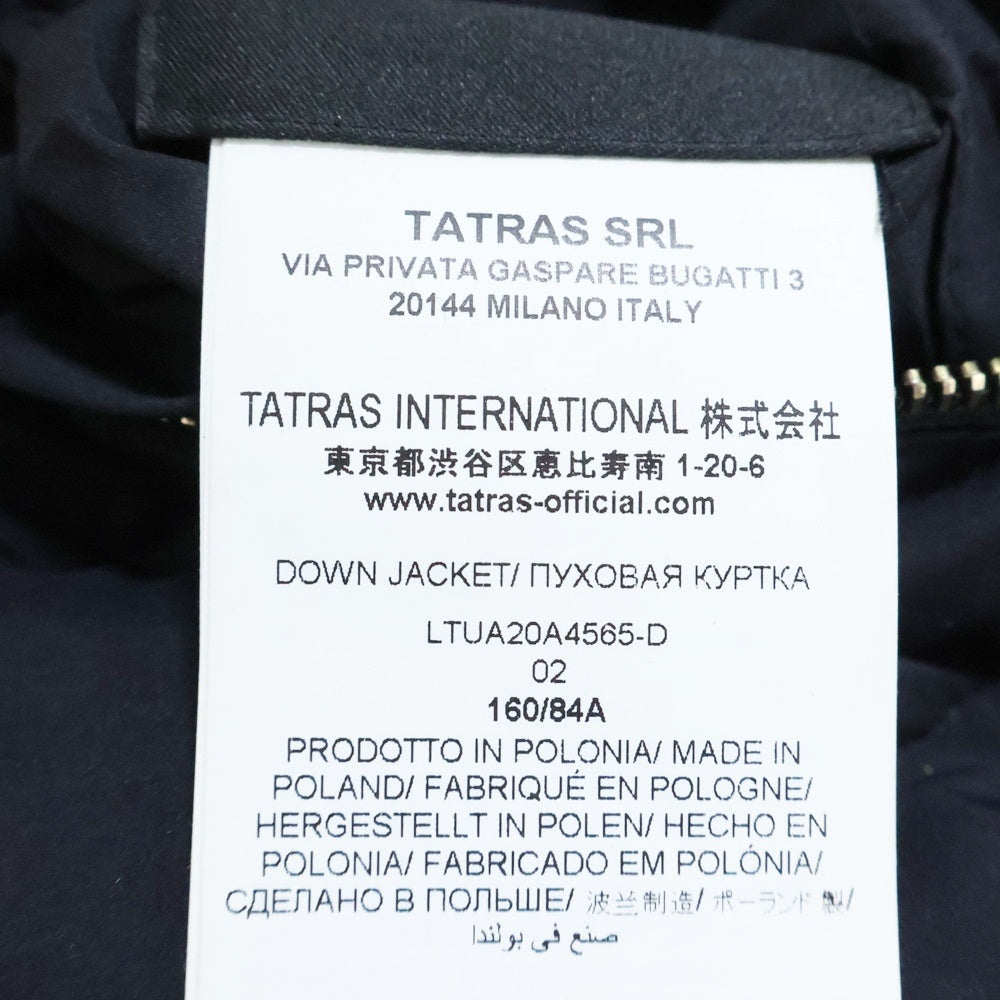 TATRAS SRL
VIA PRIVATA GASPARE BUGATTI 3
20144 MILANO ITALY
TATRAS INTERNATIONAL 株式会社
東京都渋谷区恵比寿南 1-20-6
www.tatras-official.com
DOWN JACKET/ ПУХОВАЯ КУРТКА
LTUA20A4565-D
02
160/84A
PRODOTTO IN POLONIA/ MADE IN
POLAND/ FABRIQUÉ EN POLOGNE/
HERGESTELLT IN POLEN/ HECHO EN
POLONIA/ FABRICADO EM POLÓNIA/
СДЕЛАНО В ПОЛЬШЕ/ 波兰制造/ ポーランド 製/
صنع في بولندا